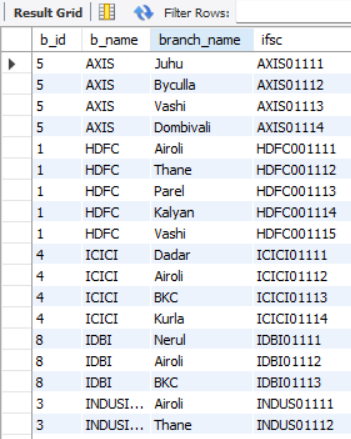 Result Grid Filter Rows:
b_id b_name branch_name ifsc
5 AXIS Juhu AXIS01111
5 AXIS Byculla AXIS01112
5 AXIS Vashi AXIS01113
5 AXIS Dombivali AXIS01114
1 HDFC Airoli HDFC001111
1 HDFC Thane HDFC001112
1 HDFC Parel HDFC001113
1 HDFC Kalyan HDFC001114
1 HDFC Vashi HDFC001115
4 ICICI Dadar ICICI01111
4 ICICI Airoli ICICI01112
4 ICICI BKC ICICI01113
4 ICICI Kurla ICICI01114
8 IDBI Nerul IDBI01111
8 IDBI Airoli IDBI01112
8 IDBI BKC IDBI01113
3 INDUSI... Airoli INDUS01111
3 INDUSI... Thane INDUS01112